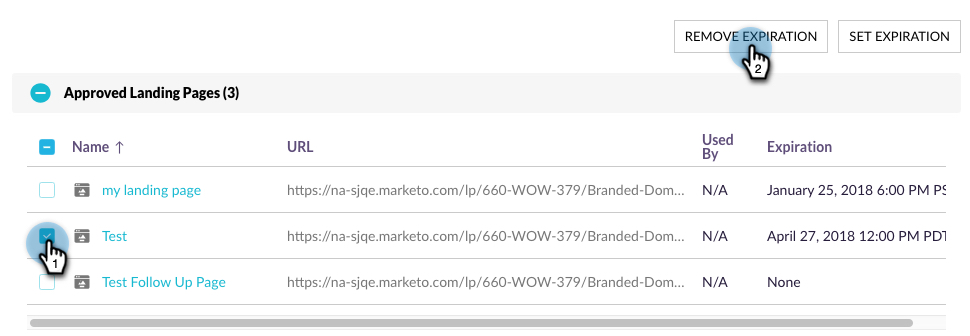 REMOVE EXPIRATION SET EXPIRATION
2
Approved Landing Pages (3)
Name ↑ URL Used By Expiration
my landing page https://na-sjqe.marketo.com/lp/660-WOW-379/Branded-Dom... N/A January 25, 2018 6:00 PM PS
Test https://na-sjqe.marketo.com/lp/660-WOW-379/Branded-Dom... N/A April 27, 2018 12:00 PM PDT
1
Test Follow Up Page https://na-sjqe.marketo.com/lp/660-WOW-379/Branded-Dom... N/A None